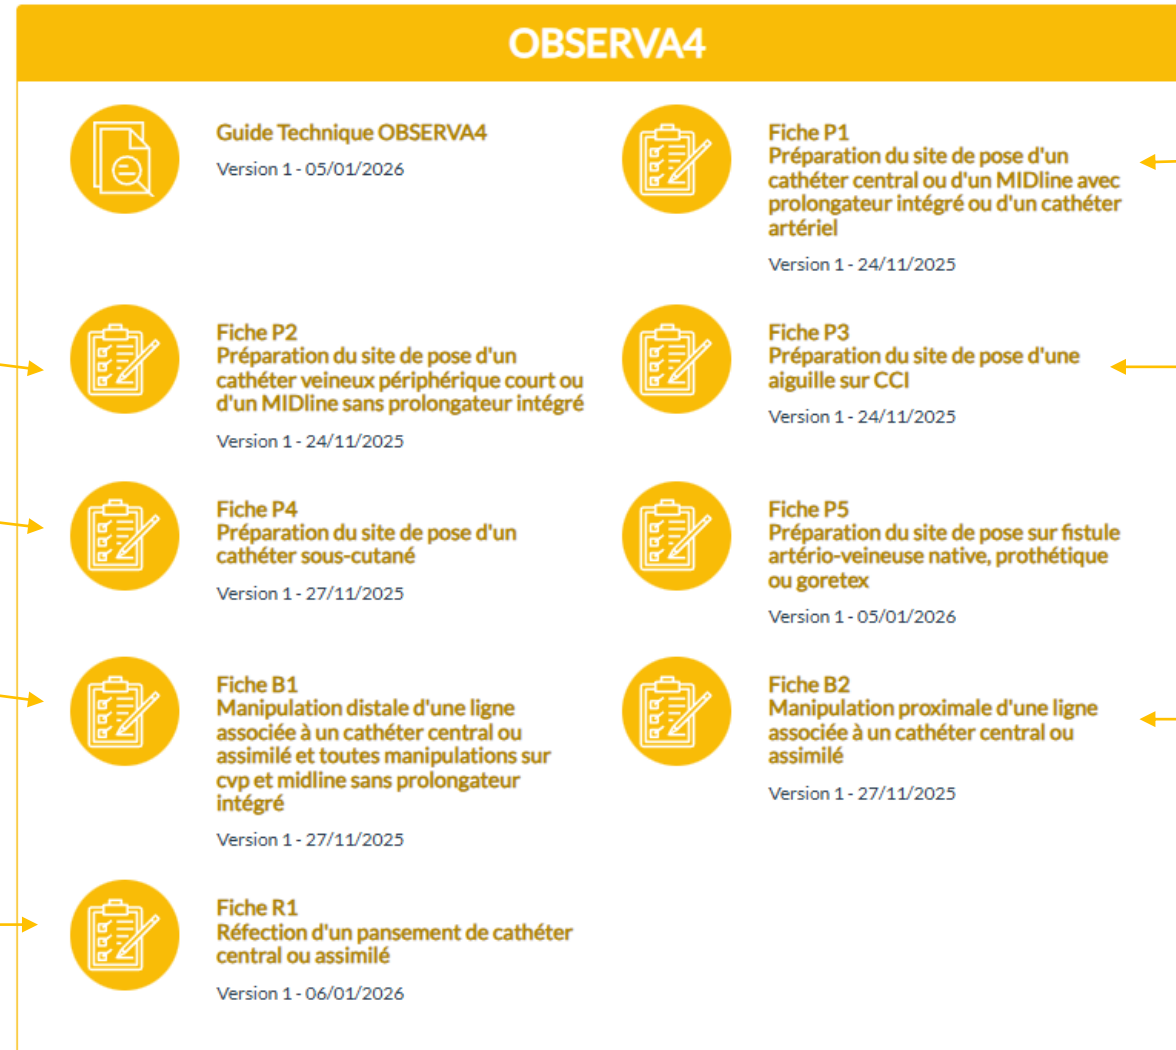 OBSERVA4
Guide Technique OBSERVA4
Version 1 - 05/01/2026
Fiche P1
Préparation du site de pose d'un
cathéter central ou d'un MIDline avec
prolongateur intégré ou d'un cathéter
artériel
Version 1 - 24/11/2025
Fiche P2
Préparation du site de pose d'un
cathéter veineux périphérique court ou
d'un MIDline sans prolongateur intégré
Version 1 - 24/11/2025
Fiche P3
Préparation du site de pose d'une
aiguille sur CCI
Version 1 - 24/11/2025
Fiche P4
Préparation du site de pose d'un
cathéter sous-cutané
Version 1 - 27/11/2025
Fiche P5
Préparation du site de pose sur fistule
artério-veineuse native, prothétique
ou goretex
Version 1 - 05/01/2026
Fiche B1
Manipulation distale d'une ligne
associée à un cathéter central ou
assimilé et toutes manipulations sur
cvp et midline sans prolongateur
intégré
Version 1 - 27/11/2025
Fiche B2
Manipulation proximale d'une ligne
associée à un cathéter central ou
assimilé
Version 1 - 27/11/2025
Fiche R1
Réfection d'un pansement de cathéter
central ou assimilé
Version 1 - 06/01/2026